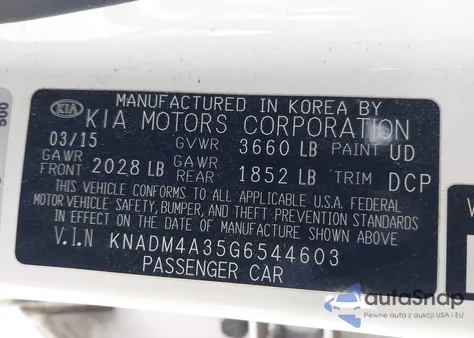 MANUFACTURED IN KOREA BY
KIA KIA MOTORS CORPORATION
03/15 GVWR 3660 LB PAINT UD
GAWR FRONT 2028 LB GAWR REAR 1852 LB TRIM DCP
THIS VEHICLE CONFORMS TO ALL APPLICABLE U.S.A. FEDERAL
MOTOR VEHICLE SAFETY, BUMPER, AND THEFT PREVENTION STANDARDS
IN EFFECT ON THE DATE OF MANUFACTURE SHOWN ABOVE.
V.I.N KNADM4A35G6544603
PASSENGER CAR
500
W
autoSnap
Pewne auta z aukcji USA i EU